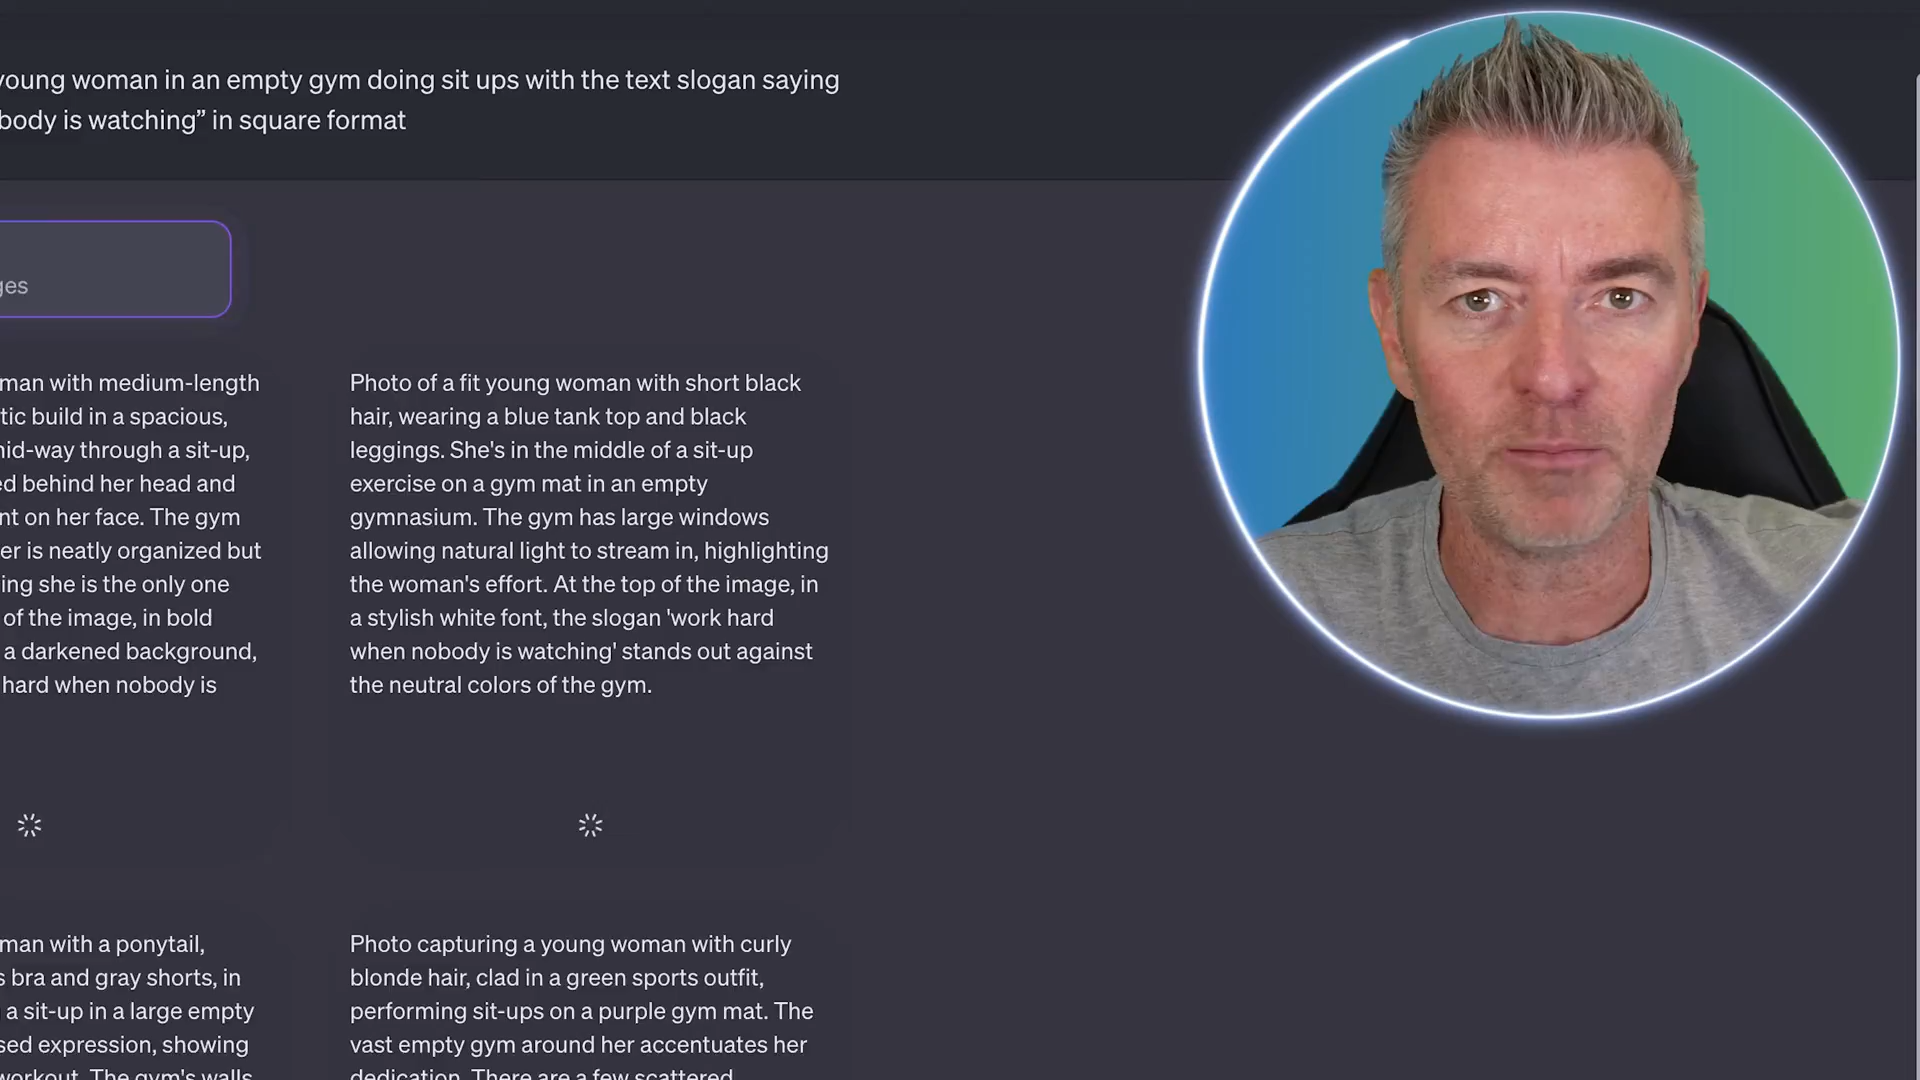 young woman in an empty gym doing sit ups with the text slogan saying
body is watching” in square format
ges
man with medium-length
tic build in a spacious,
mid-way through a sit-up,
ed behind her head and
nt on her face. The gym
er is neatly organized but
ing she is the only one
of the image, in bold
a darkened background,
hard when nobody is
Photo of a fit young woman with short black
hair, wearing a blue tank top and black
leggings. She's in the middle of a sit-up
exercise on a gym mat in an empty
gymnasium. The gym has large windows
allowing natural light to stream in, highlighting
the woman's effort. At the top of the image, in
a stylish white font, the slogan 'work hard
when nobody is watching' stands out against
the neutral colors of the gym.
man with a ponytail,
s bra and gray shorts, in
a sit-up in a large empty
sed expression, showing
workout. The gym's walls
Photo capturing a young woman with curly
blonde hair, clad in a green sports outfit,
performing sit-ups on a purple gym mat. The
vast empty gym around her accentuates her
dedication. There are a few scattered